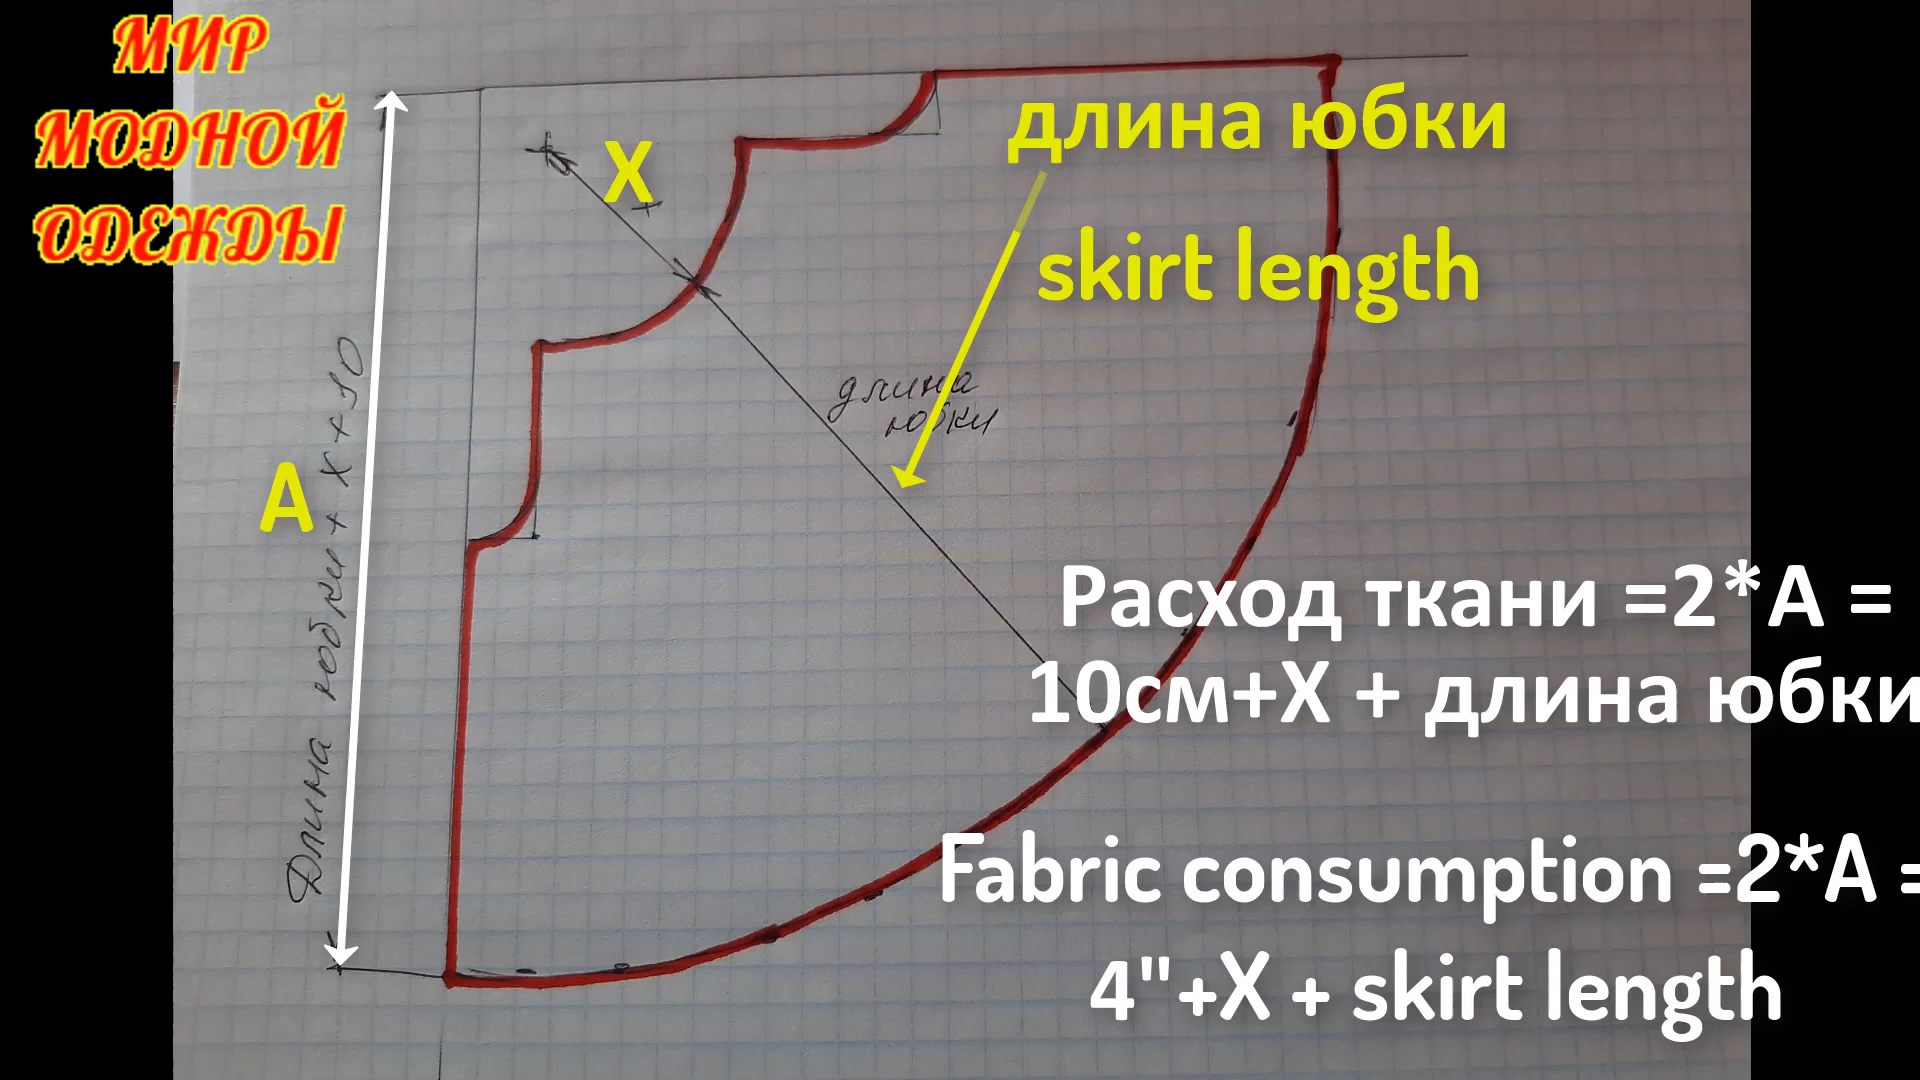 МИР
МОДНОЙ
ОДЕЖДЫ
X
длина юбки
skirt length
длина
юбки
A
Длина юбки + X + 10
Расход ткани =2*А =
10см+Х + длина юбки
Fabric consumption =2*A =
4"+X + skirt length